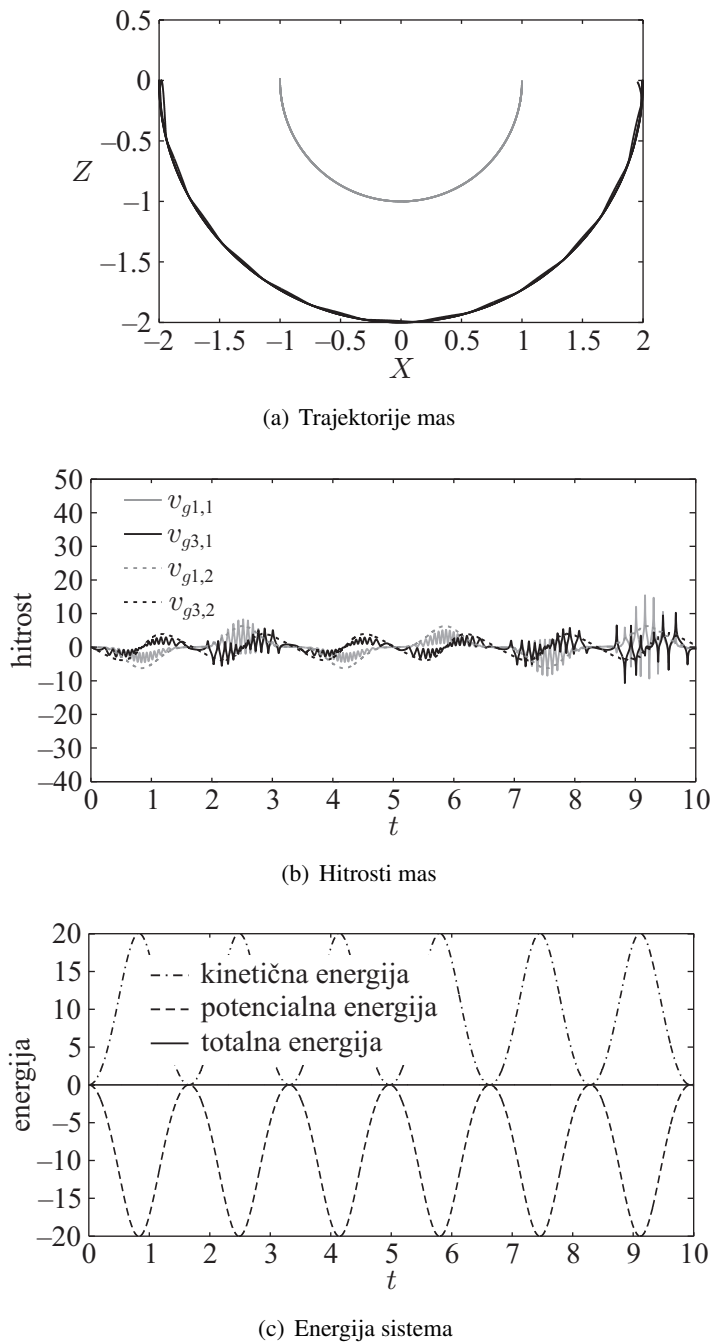 0.5
0
−0.5
−1
−1.5
−2
Z
−2 −1.5 −1 −0.5 0 0.5 1 1.5 2
X
(a) Trajektorije mas
50
40
30
20
10
0
−10
−20
−30
−40
hitrost
v_{g1,1}
v_{g3,1}
v_{g1,2}
v_{g3,2}
0 1 2 3 4 5 6 7 8 9 10
t
(b) Hitrosti mas
20
15
10
5
0
−5
−10
−15
−20
energija
kinetična energija
potencialna energija
totalna energija
0 1 2 3 4 5 6 7 8 9 10
t
(c) Energija sistema